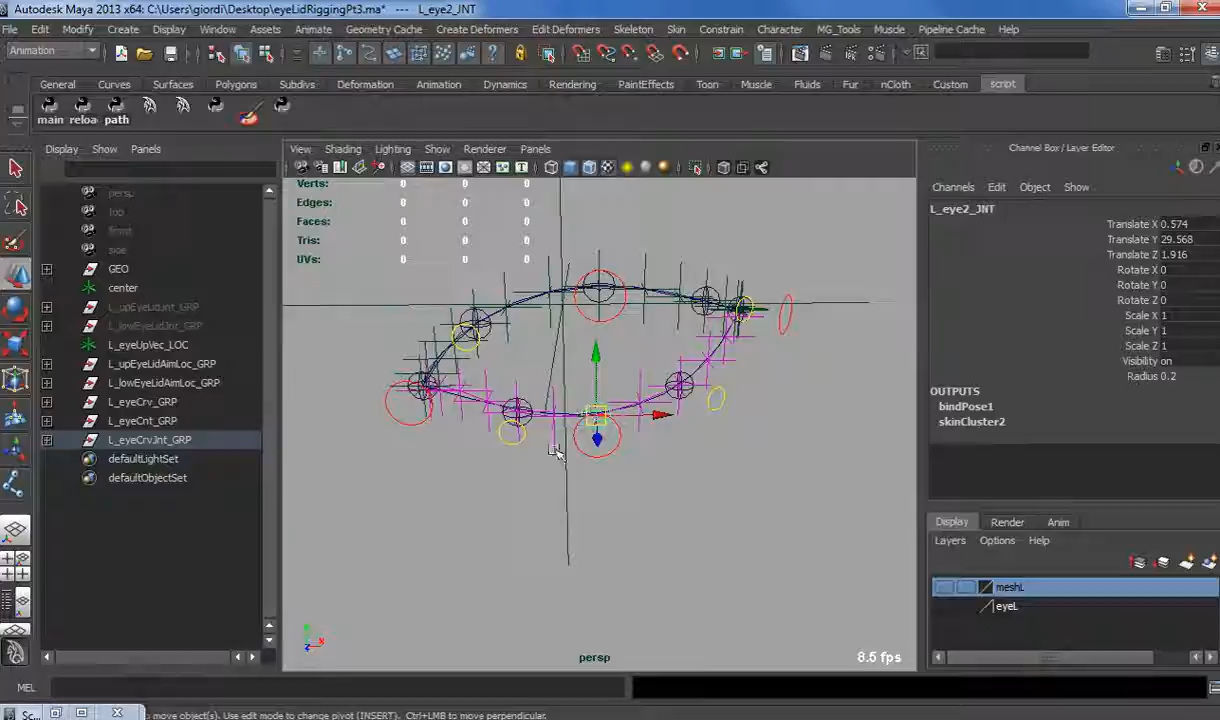 Autodesk Maya 2013 x64: C:\Users\giordi\Desktop\eyeLidRiggingPt3.ma* --- L_eye2_JNT
File Edit Modify Create Display Window Assets Animate Geometry Cache Create Deformers Edit Deformers Skeleton Skin Constrain Character MG_Tools Muscle Pipeline Cache Help
Animation
General Curves Surfaces Polygons Subdivs Deformation Animation Dynamics Rendering PaintEffects Toon Muscle Fluids Fur nCloth Custom script
main reloa path
Display Show Panels
View Shading Lighting Show Renderer Panels
Channel Box / Layer Editor
Channels Edit Object Show
L_eye2_JNT
Translate X 0.574
Translate Y 29.568
Translate Z 1.916
Rotate X 0
Rotate Y 0
Rotate Z 0
Scale X 1
Scale Y 1
Scale Z 1
Visibility on
Radius 0.2
OUTPUTS
bindPose1
skinCluster2
Verts: 0 0 0
Edges: 0 0 0
Faces: 0 0 0
Tris: 0 0 0
UVs: 0 0 0
persp
top
front
side
GEO
center
L_upEyeLidJnt_GRP
L_lowEyeLidJnt_GRP
L_eyeUpVec_LOC
L_upEyeLidAimLoc_GRP
L_lowEyeLidAimLoc_GRP
L_eyeCrv_GRP
L_eyeCnt_GRP
L_eyeCrvJnt_GRP
defaultLightSet
defaultObjectSet
persp
8.5 fps
Display Render Anim
Layers Options Help
meshL
eyeL
MEL
Sc...
to move object(s). Use edit mode to change pivot (INSERT). Ctrl+LMB to move perpendicular.